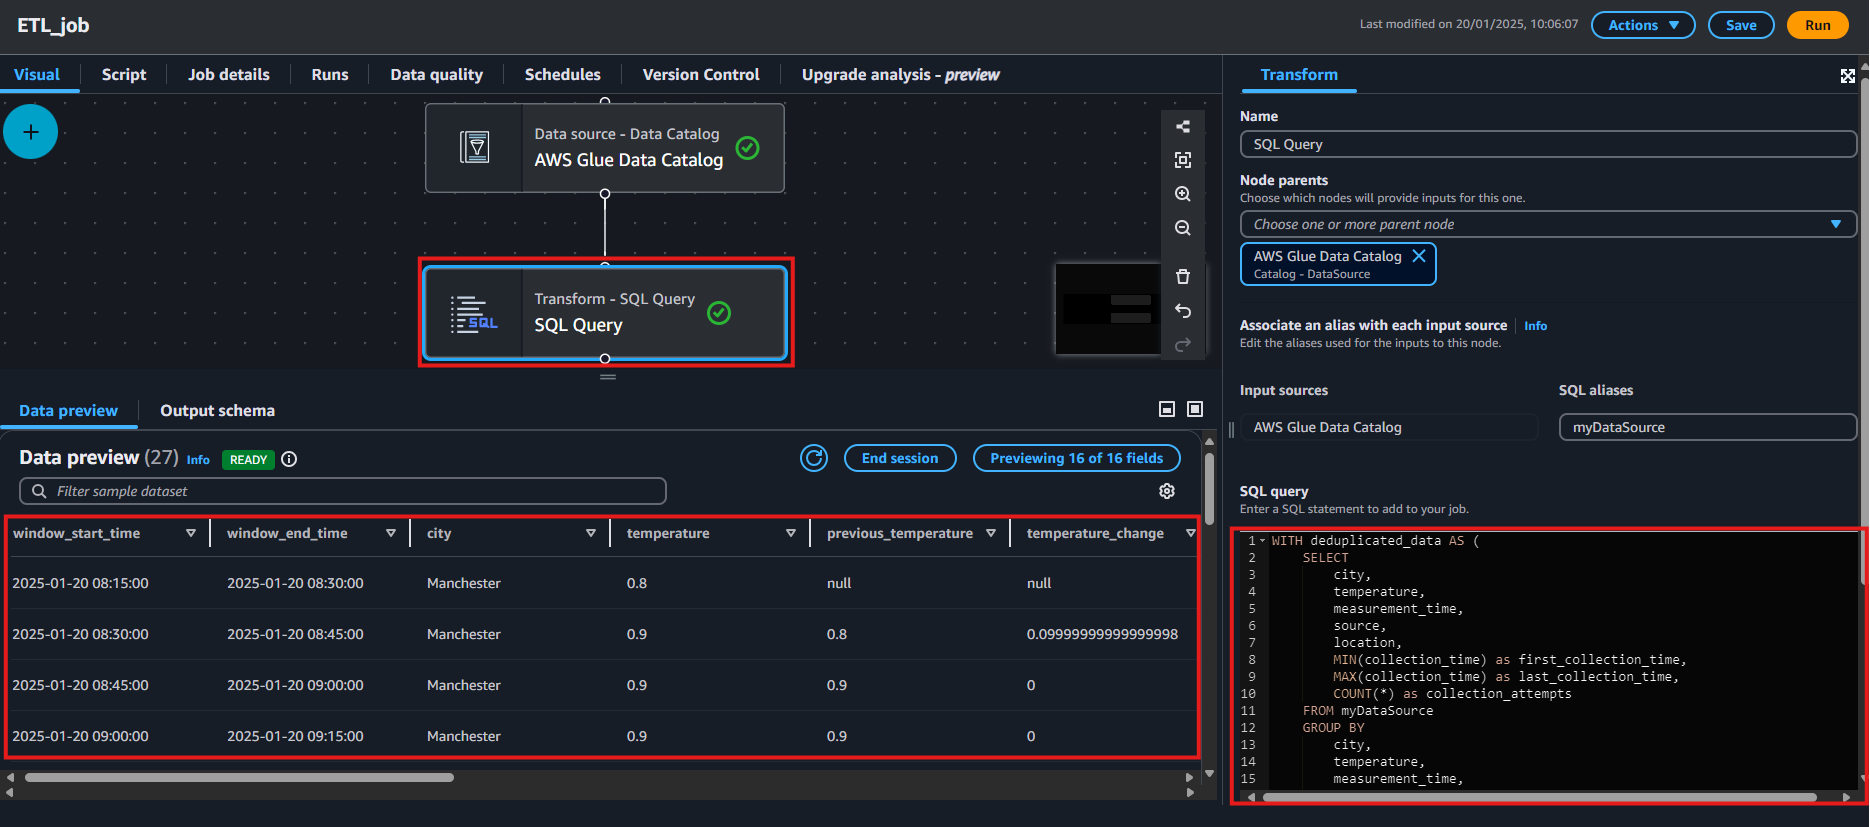 ETL_job
Last modified on 20/01/2025, 10:06:07
Actions
Save
Run
Visual
Script
Job details
Runs
Data quality
Schedules
Version Control
Upgrade analysis - preview
Data source - Data Catalog
AWS Glue Data Catalog
SQL
Transform - SQL Query
SQL Query
Data preview
Output schema
Data preview (27) Info READY
End session
Previewing 16 of 16 fields
Filter sample dataset
window_start_time window_end_time city temperature previous_temperature temperature_change
2025-01-20 08:15:00 2025-01-20 08:30:00 Manchester 0.8 null null
2025-01-20 08:30:00 2025-01-20 08:45:00 Manchester 0.9 0.8 0.09999999999999998
2025-01-20 08:45:00 2025-01-20 09:00:00 Manchester 0.9 0.9 0
2025-01-20 09:00:00 2025-01-20 09:15:00 Manchester 0.9 0.9 0
Transform
Name
SQL Query
Node parents
Choose which nodes will provide inputs for this one.
Choose one or more parent node
AWS Glue Data Catalog
Catalog - DataSource
Associate an alias with each input source Info
Edit the aliases used for the inputs to this node.
Input sources SQL aliases
AWS Glue Data Catalog myDataSource
SQL query
Enter a SQL statement to add to your job.
1 WITH deduplicated_data AS (
2 SELECT
3 city,
4 temperature,
5 measurement_time,
6 source,
7 location,
8 MIN(collection_time) as first_collection_time,
9 MAX(collection_time) as last_collection_time,
10 COUNT(*) as collection_attempts
11 FROM myDataSource
12 GROUP BY
13 city,
14 temperature,
15 measurement_time,